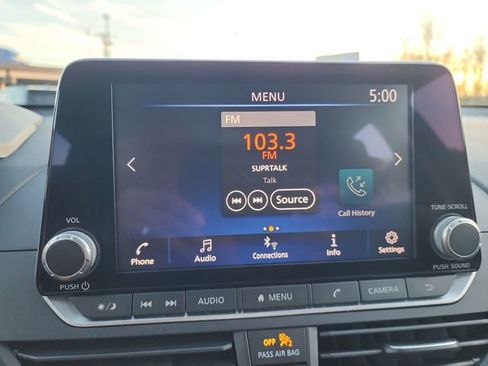 MENU
5:00
FM
103.3
FM
SUPRTALK
Talk
Source
Call History
VOL
TUNE·SCROLL
Phone
Audio
Connections
Info
Settings
PUSH
PUSH SOUND
AUDIO
MENU
CAMERA
OFF
PASS AIR BAG